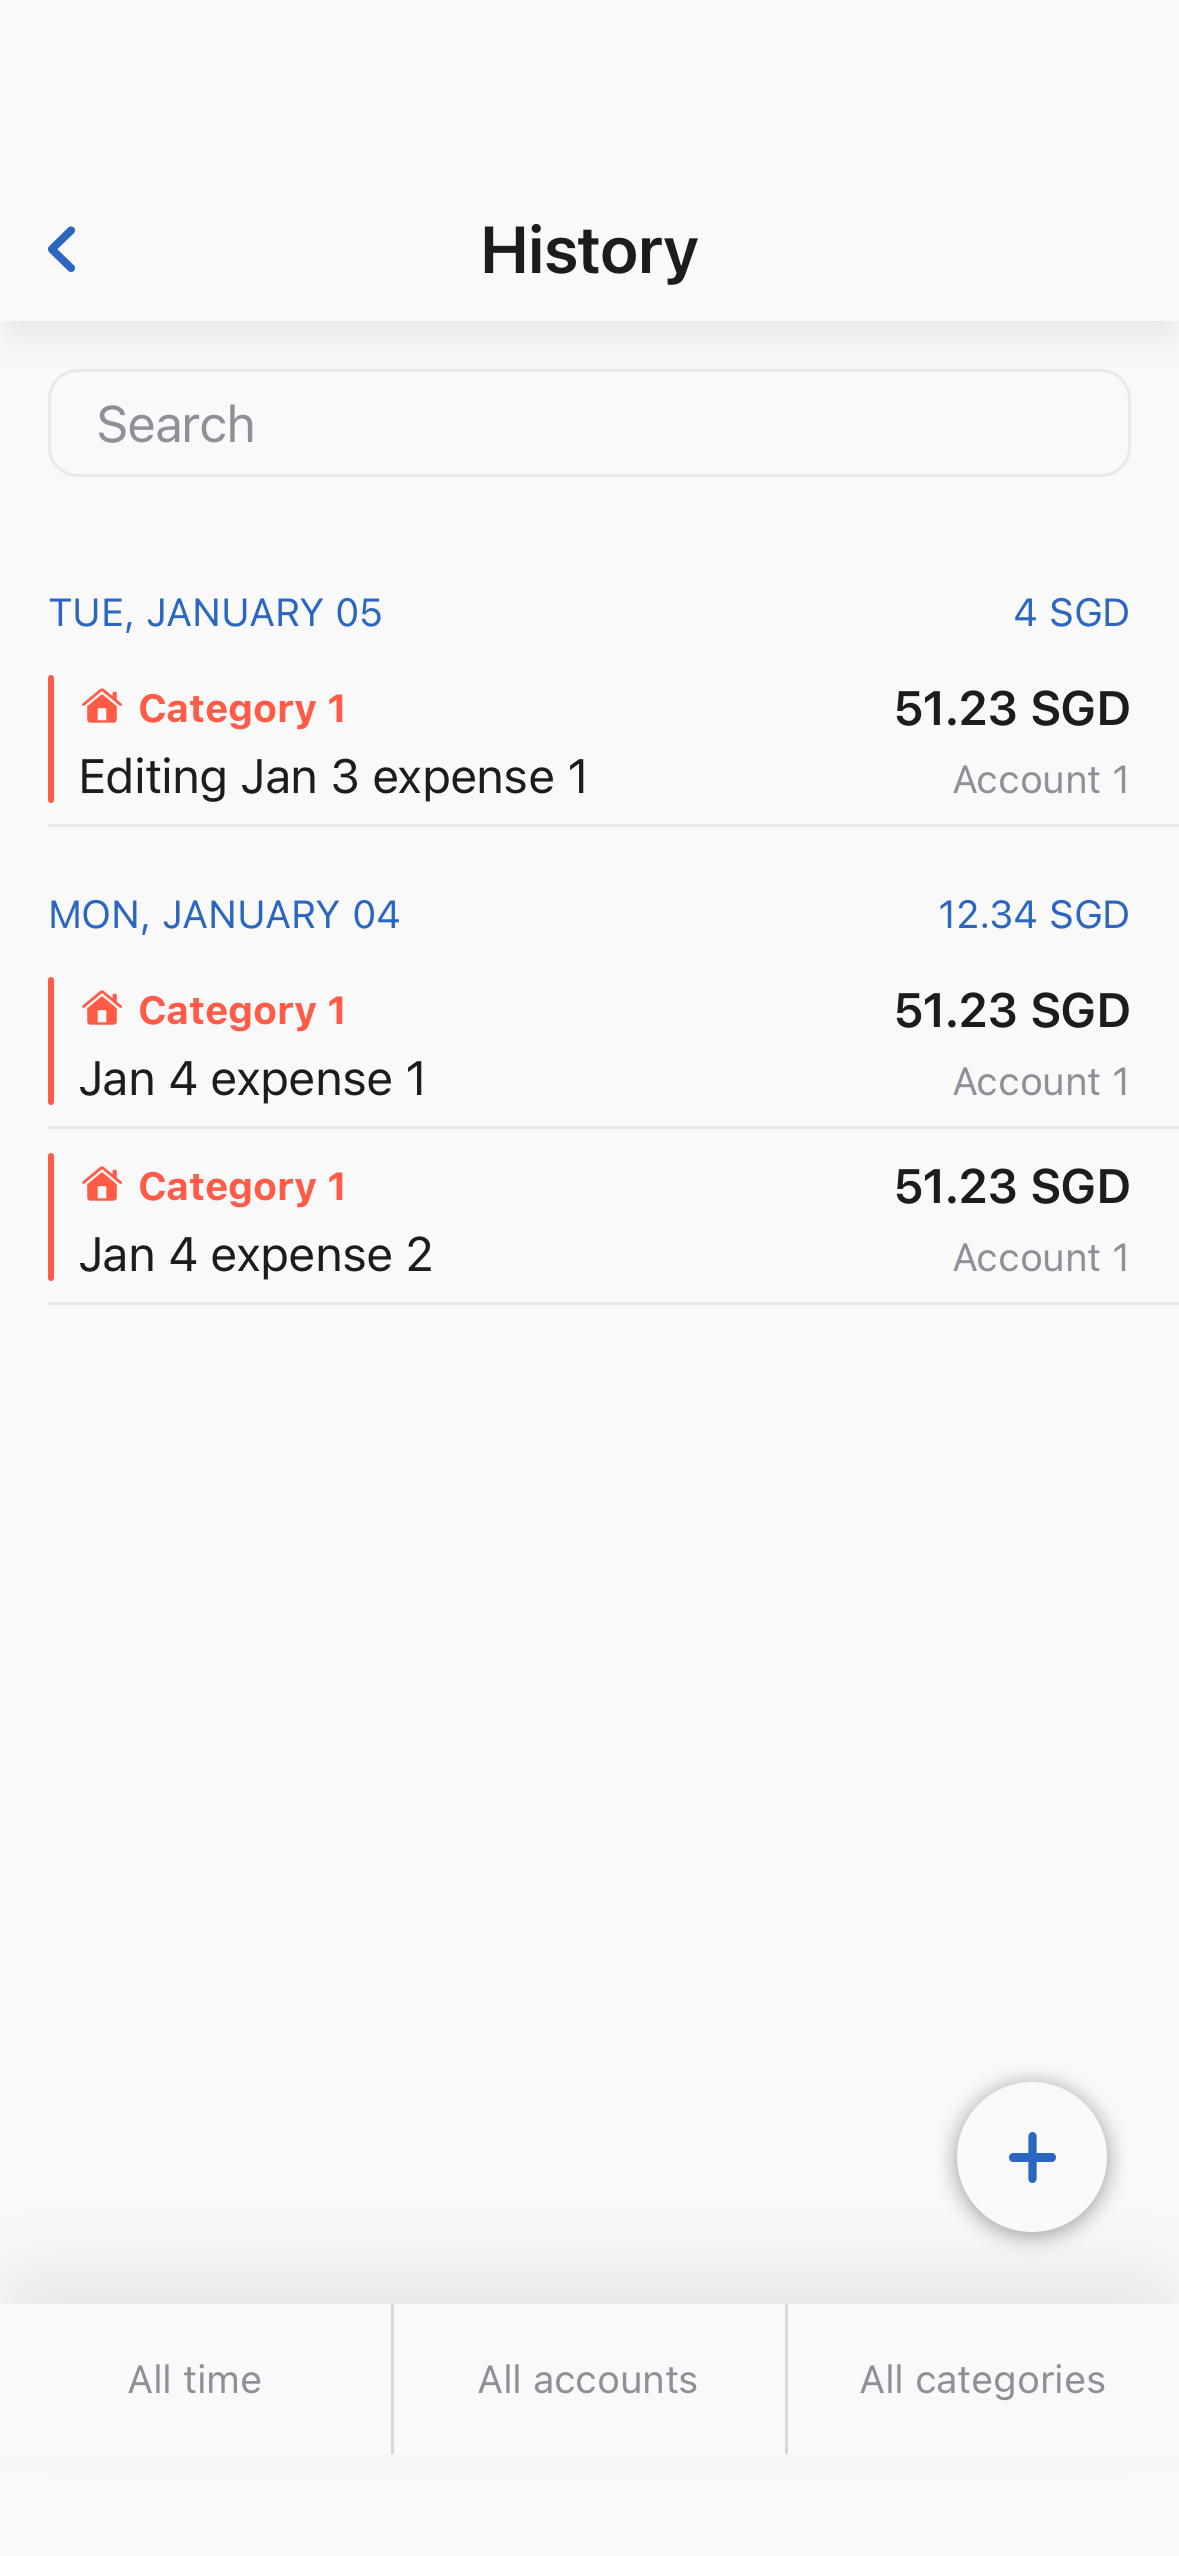 History
Search
TUE, JANUARY 05 4 SGD
Category 1 51.23 SGD
Editing Jan 3 expense 1 Account 1
MON, JANUARY 04 12.34 SGD
Category 1 51.23 SGD
Jan 4 expense 1 Account 1
Category 1 51.23 SGD
Jan 4 expense 2 Account 1
All time All accounts All categories